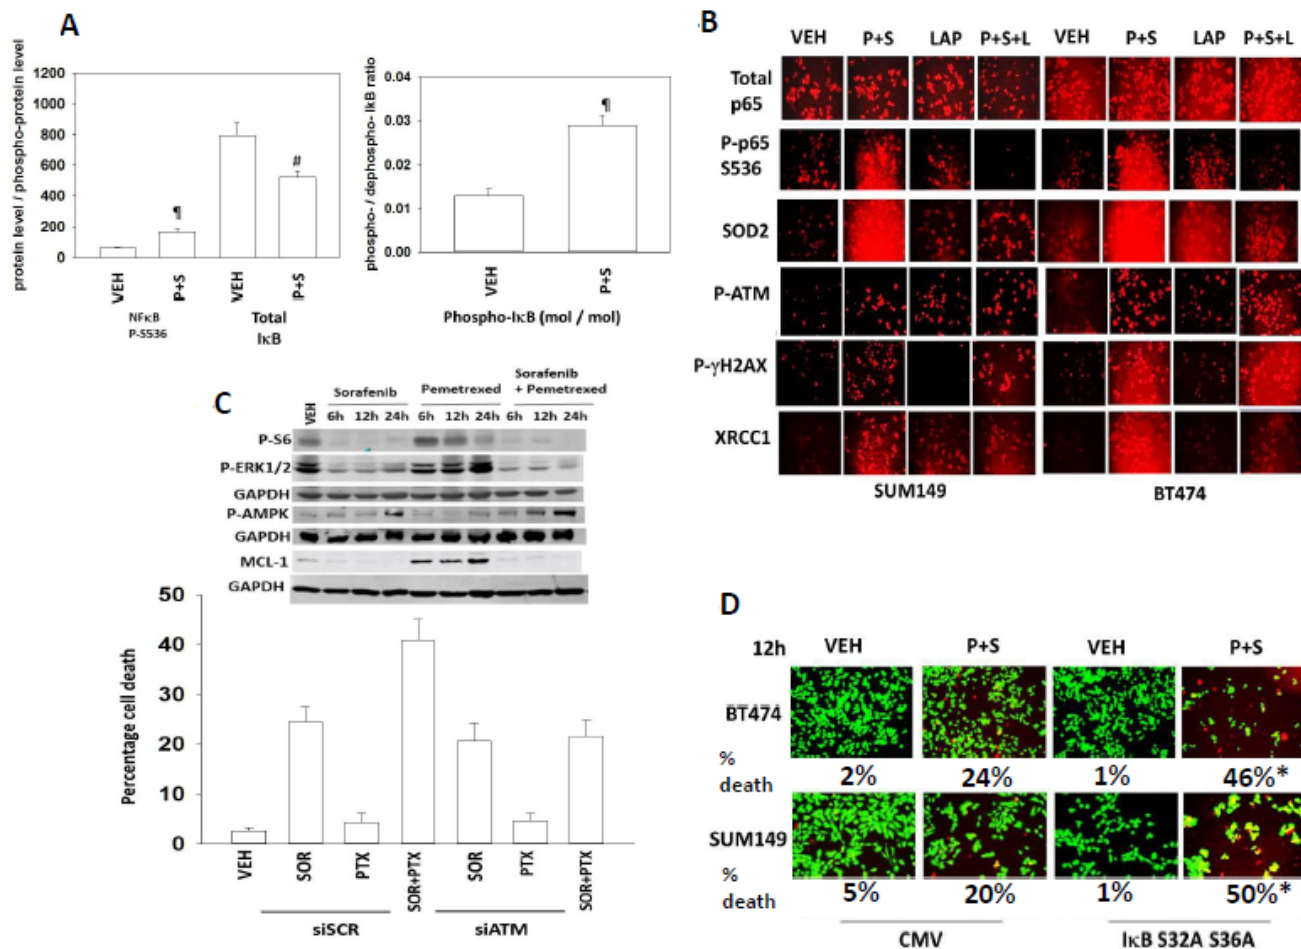 A
protein level / phospho-protein level
1200
1000
800
600
400
200
0
¶
#
VEH
P+S
VEH
P+S
NFκB
P-S536
Total
IκB
phospho- / dephospho- IκB ratio
0.04
0.03
0.02
0.01
0.00
¶
VEH
P+S
Phospho-IκB (mol / mol)
B
VEH P+S LAP P+S+L VEH P+S LAP P+S+L
Total
p65
P-p65
S536
SOD2
P-ATM
P-γH2AX
XRCC1
SUM149 BT474
C
VEH
Sorafenib
Pemetrexed
Sorafenib
+ Pemetrexed
6h 12h 24h 6h 12h 24h 6h 12h 24h
P-S6
P-ERK1/2
GAPDH
P-AMPK
GAPDH
MCL-1
GAPDH
Percentage cell death
50
40
30
20
10
0
VEH
SOR
PTX
SOR+PTX
SOR
PTX
SOR+PTX
siSCR siATM
D
12h VEH P+S VEH P+S
BT474
%
death
2% 24% 1% 46%*
SUM149
%
death
5% 20% 1% 50%*
CMV IκB S32A S36A